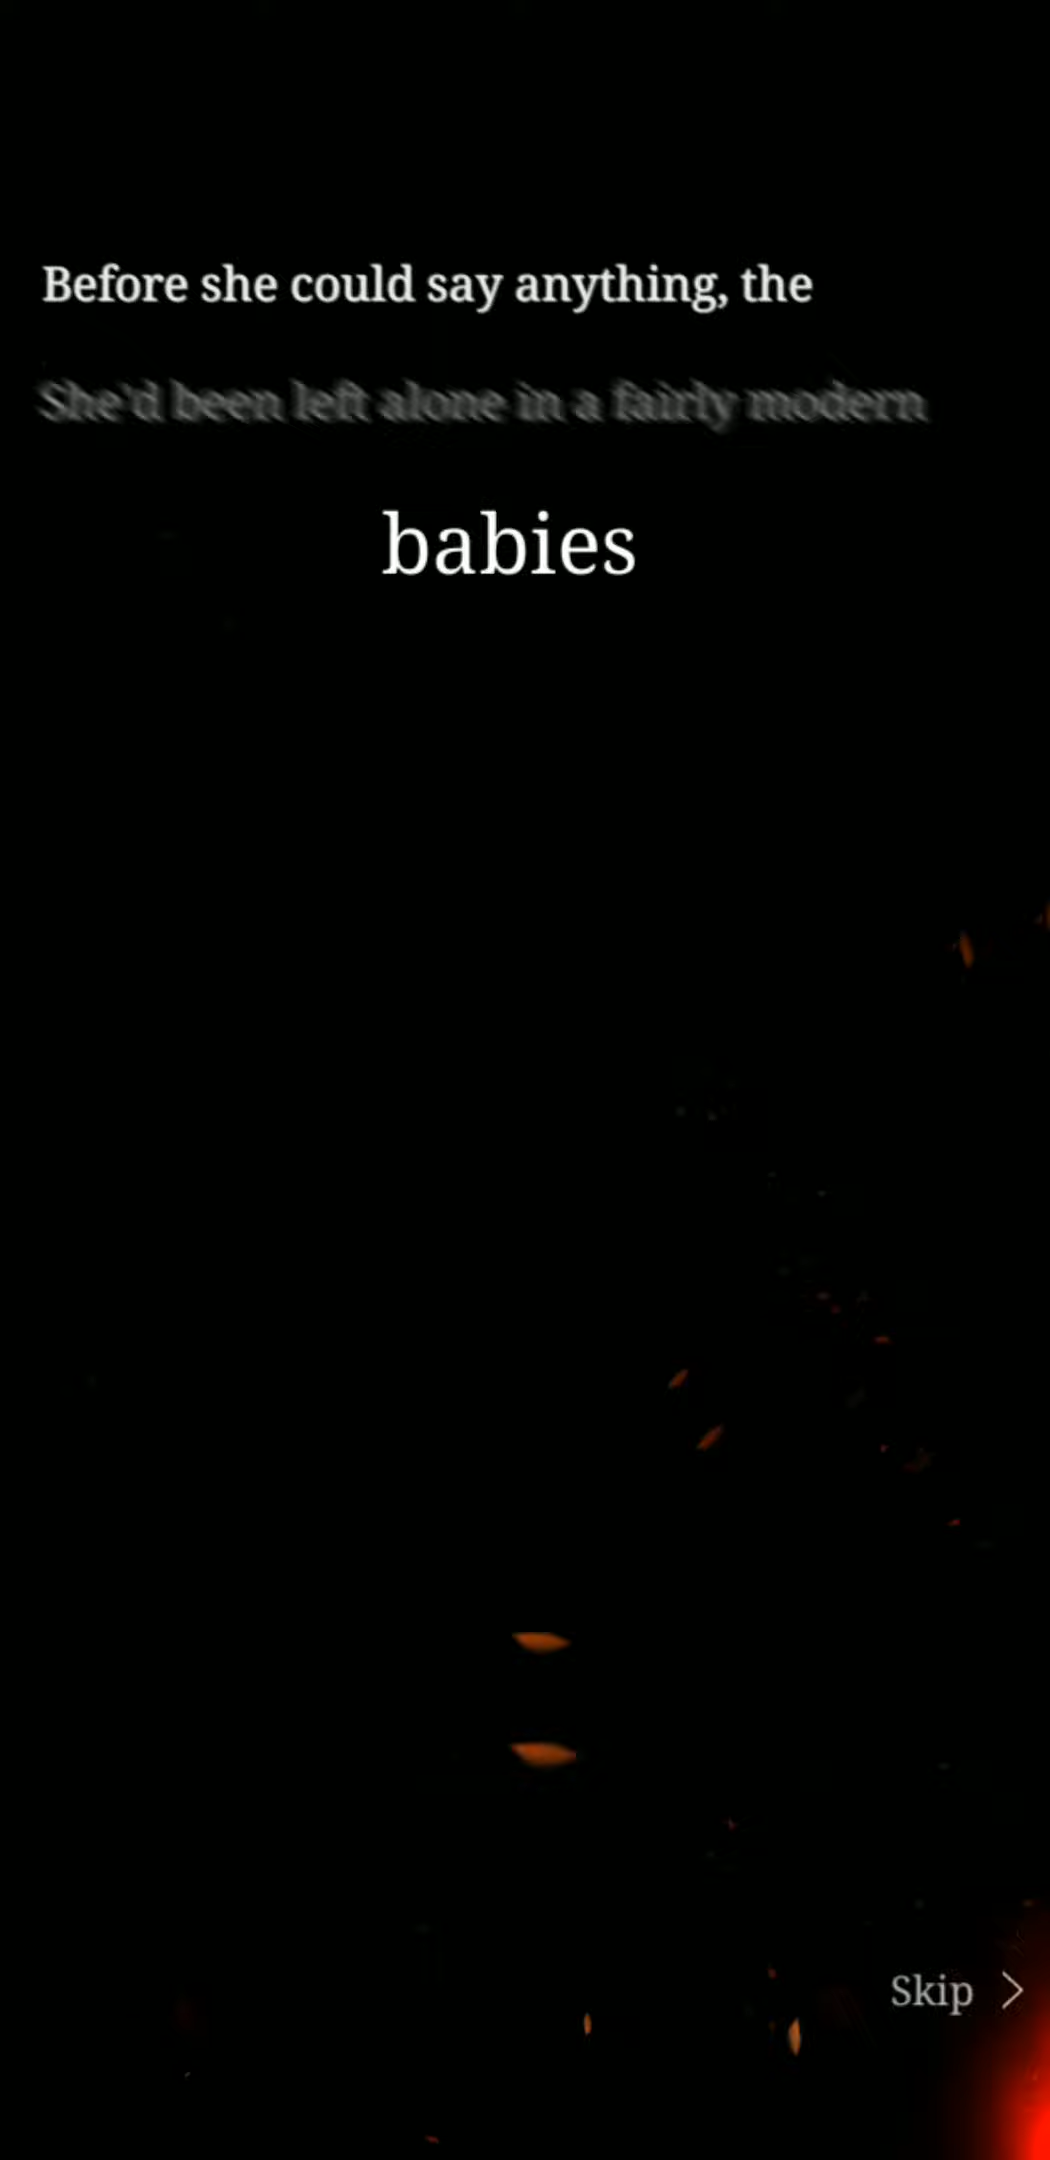 Before she could say anything, the
She'd been left alone in a fairly modern
babies
Skip